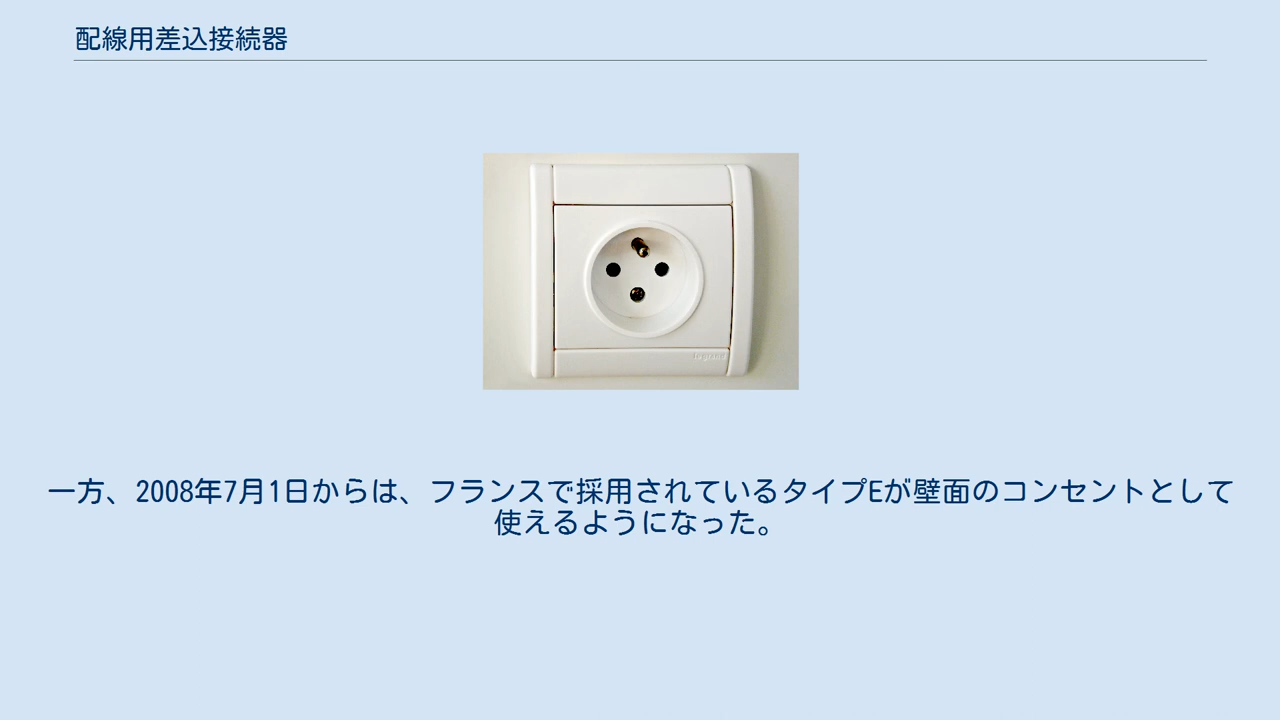 配線用差込接続器
legrand
一方、2008年7月1日からは、フランスで採用されているタイプEが壁面のコンセントとして
使えるようになった。